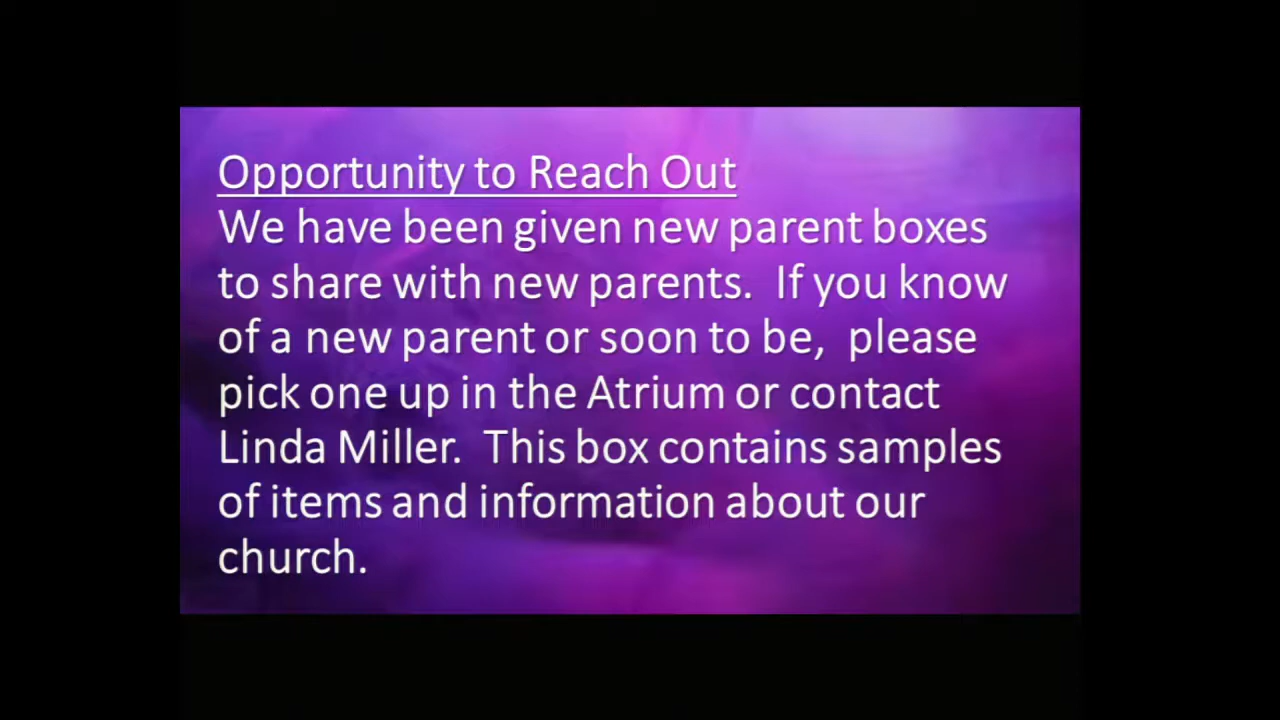 Opportunity to Reach Out
We have been given new parent boxes
to share with new parents.  If you know
of a new parent or soon to be,  please
pick one up in the Atrium or contact
Linda Miller.  This box contains samples
of items and information about our
church.